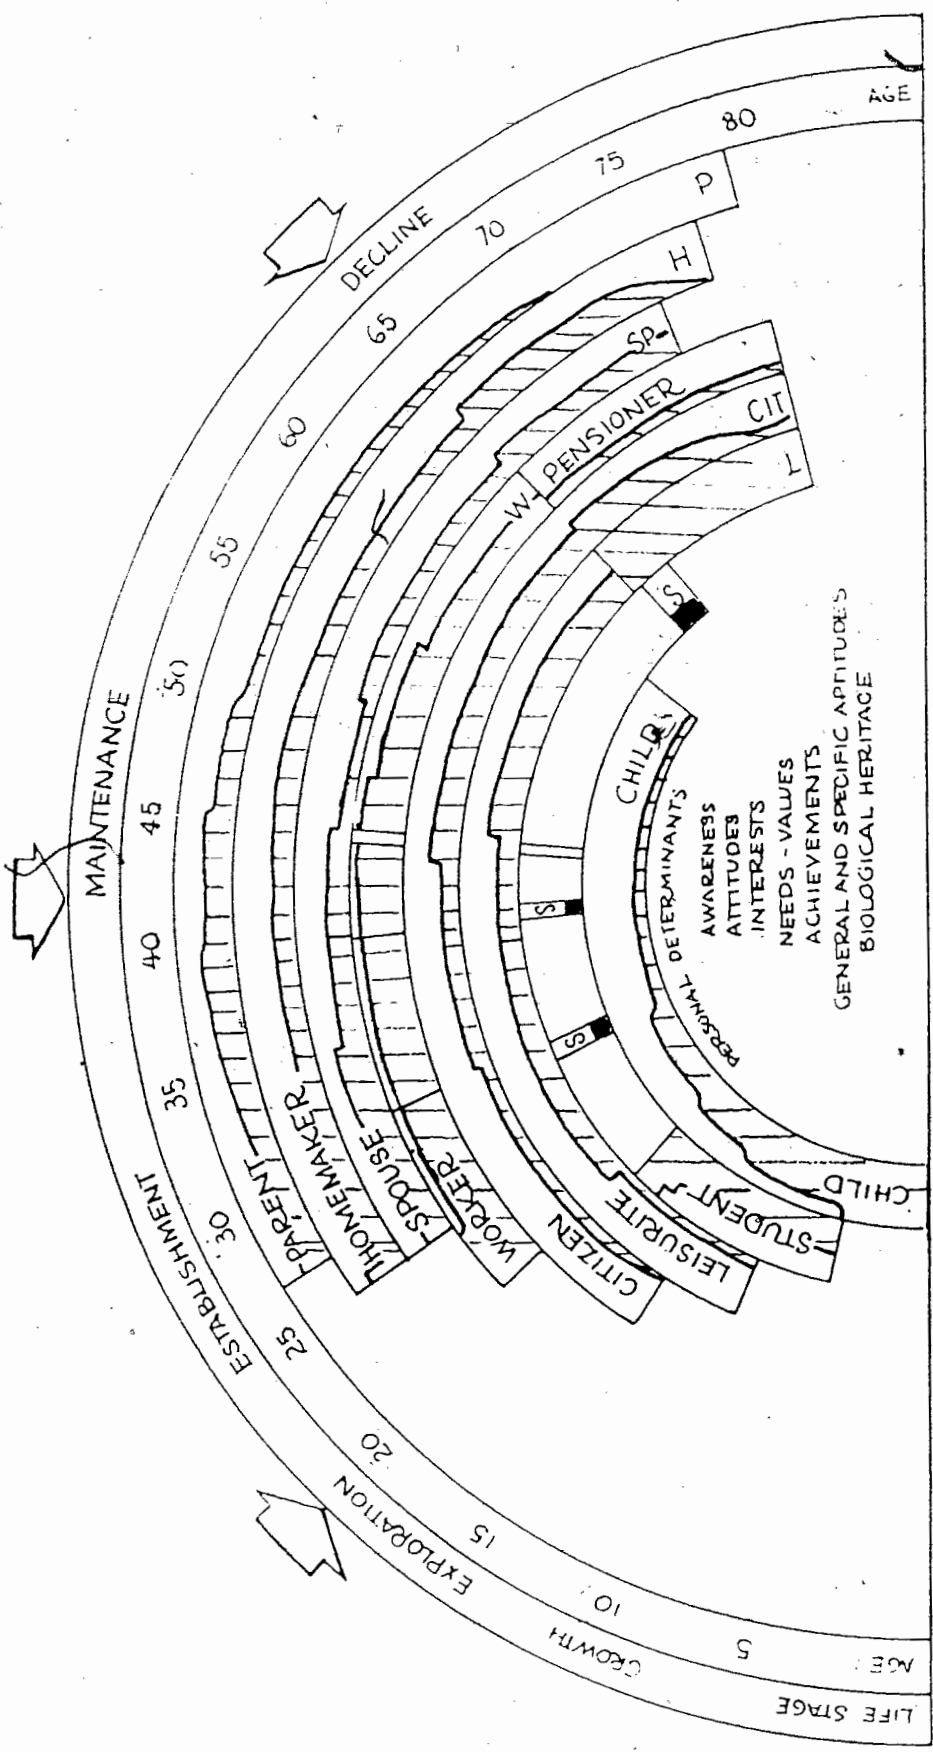 LIFE STAGE
GROWTH
EXPLORATION
ESTABLISHMENT
MAINTENANCE
DECLINE
AGE
5
10
15
20
25
30
35
40
45
50
55
60
65
70
75
80
AGE
PARENT
P
HOMEMAKER
H
SPOUSE
SP
WORKER
W
PENSIONER
CITIZEN
CIT
LEISURITE
L
STUDENT
S
S
S
CHILD
CHILD
PERSONAL DETERMINANTS
AWARENESS
ATTITUDES
INTERESTS
NEEDS-VALUES
ACHIEVEMENTS
GENERAL AND SPECIFIC APTITUDES
BIOLOGICAL HERITAGE